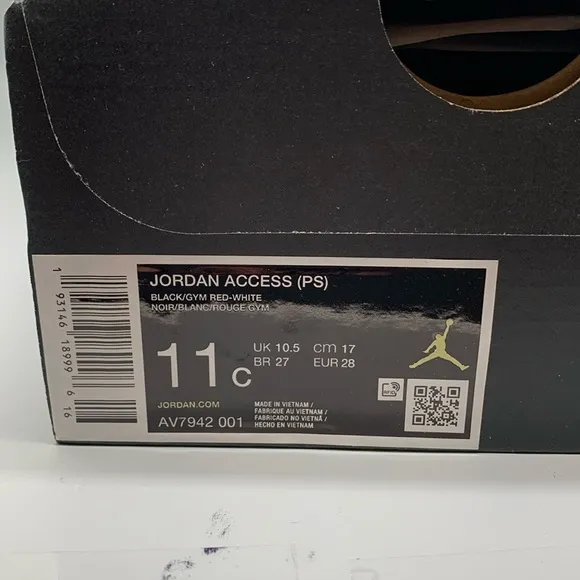 JORDAN ACCESS (PS)
BLACK/GYM RED-WHITE
NOIR/BLANC/ROUGE GYM
11 C
UK 10.5 cm 17
BR 27 EUR 28
JORDAN.COM
AV7942 001
MADE IN VIETNAM /
FABRIQUÉ AU VIETNAM /
FABRICADO NO VIETNÃ /
HECHO EN VIETNAM
RFID
1 93146 18999 6 16